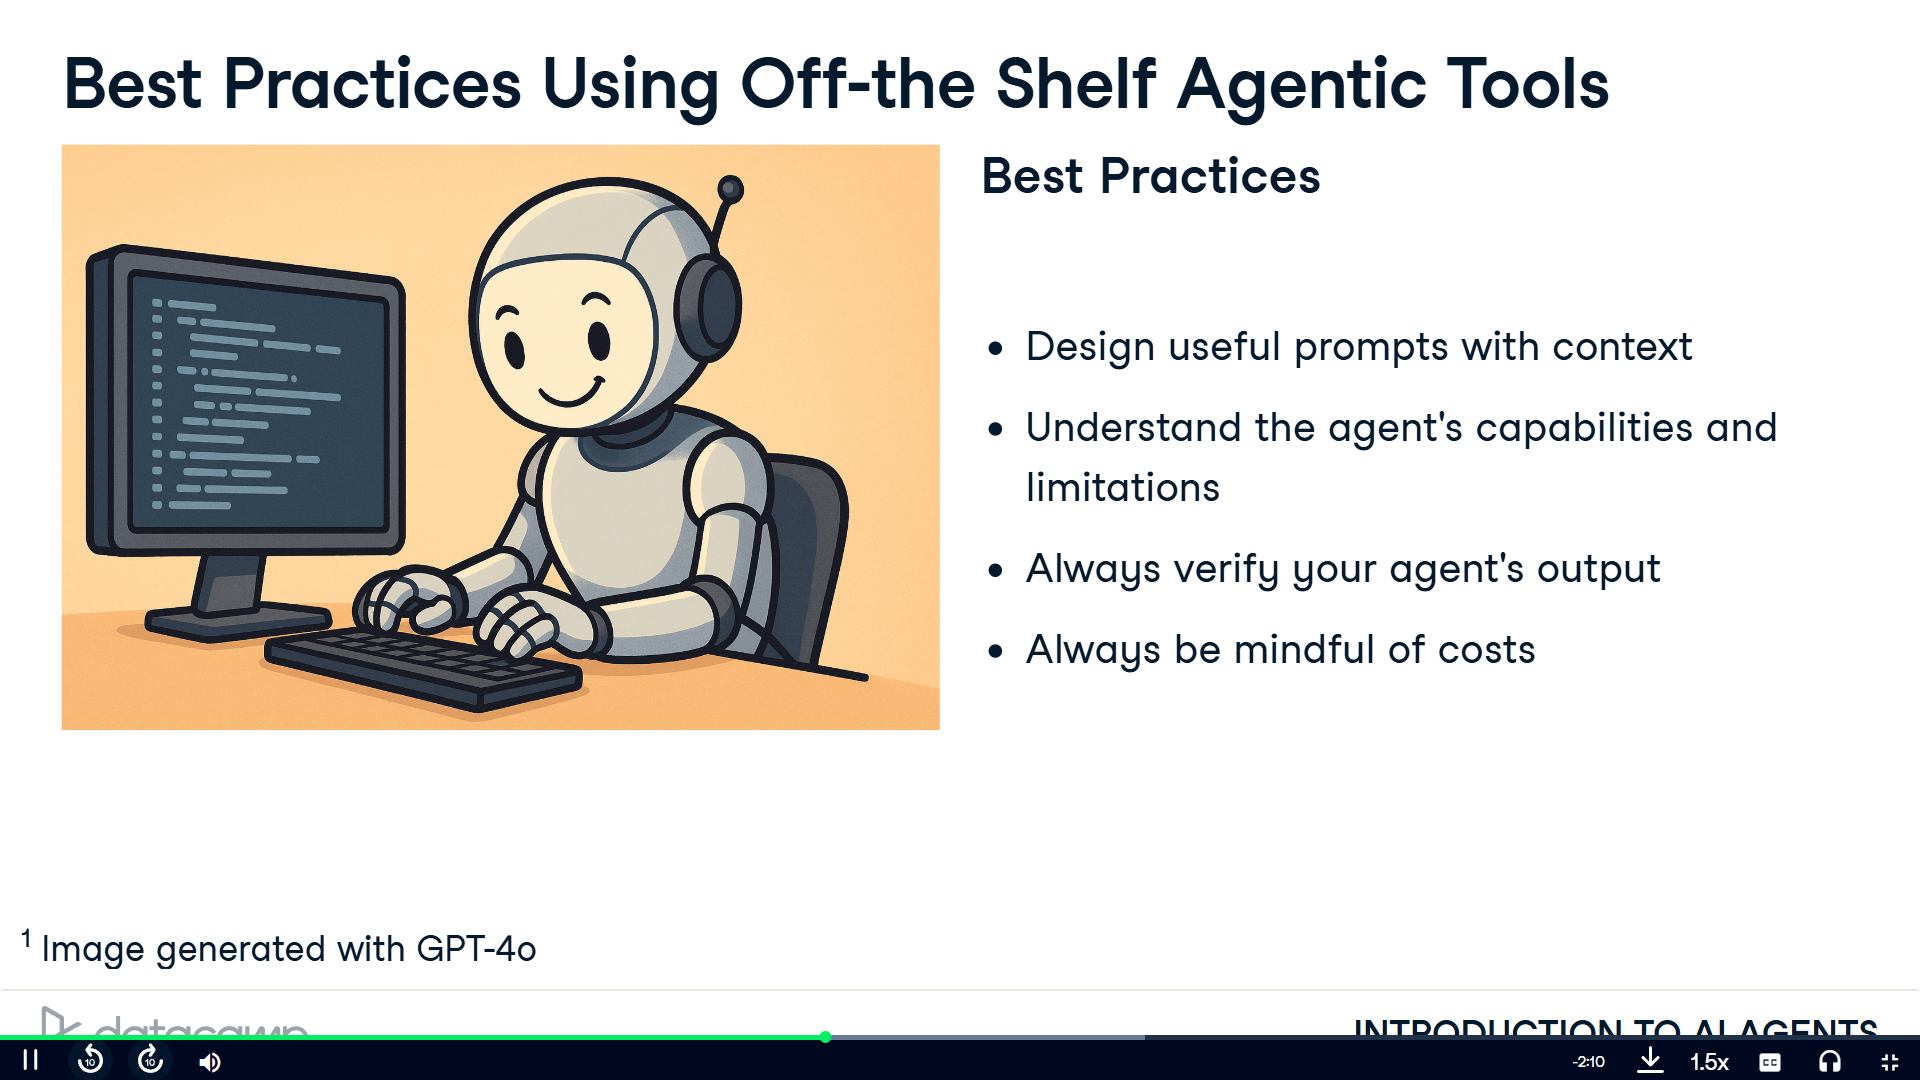 Best Practices Using Off-the Shelf Agentic Tools
Best Practices
• Design useful prompts with context
• Understand the agent's capabilities and
limitations
• Always verify your agent's output
• Always be mindful of costs
1 Image generated with GPT-4o
datacamp
INTRODUCTION TO AI AGENTS
10
10
-2:10
1.5x
CC